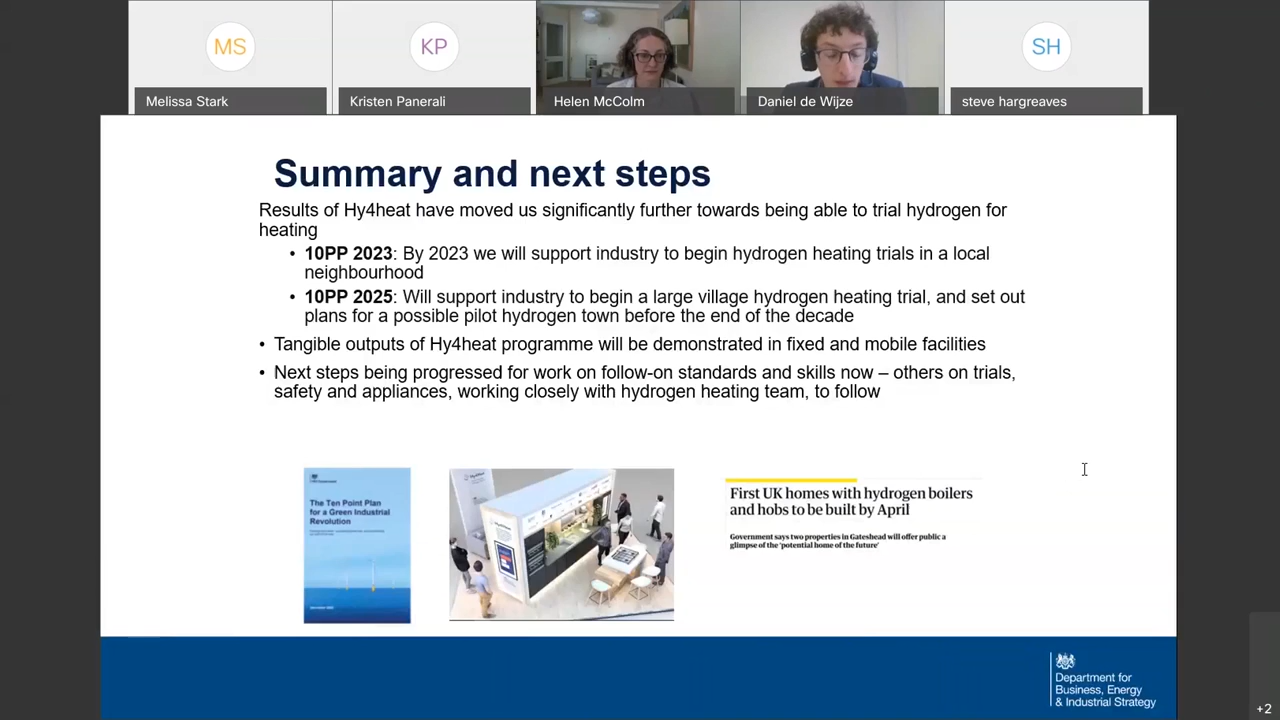 MS
KP
SH
Melissa Stark
Kristen Panerali
Helen McColm
Daniel de Wijze
steve hargreaves
Summary and next steps
Results of Hy4heat have moved us significantly further towards being able to trial hydrogen for
heating
• 10PP 2023: By 2023 we will support industry to begin hydrogen heating trials in a local
neighbourhood
• 10PP 2025: Will support industry to begin a large village hydrogen heating trial, and set out
plans for a possible pilot hydrogen town before the end of the decade
• Tangible outputs of Hy4heat programme will be demonstrated in fixed and mobile facilities
• Next steps being progressed for work on follow-on standards and skills now – others on trials,
safety and appliances, working closely with hydrogen heating team, to follow
The Ten Point Plan
for a Green Industrial
Revolution
First UK homes with hydrogen boilers
and hobs to be built by April
Government says two properties in Gateshead will offer public a
glimpse of the 'potential home of the future'
Department for
Business, Energy
& Industrial Strategy
+2